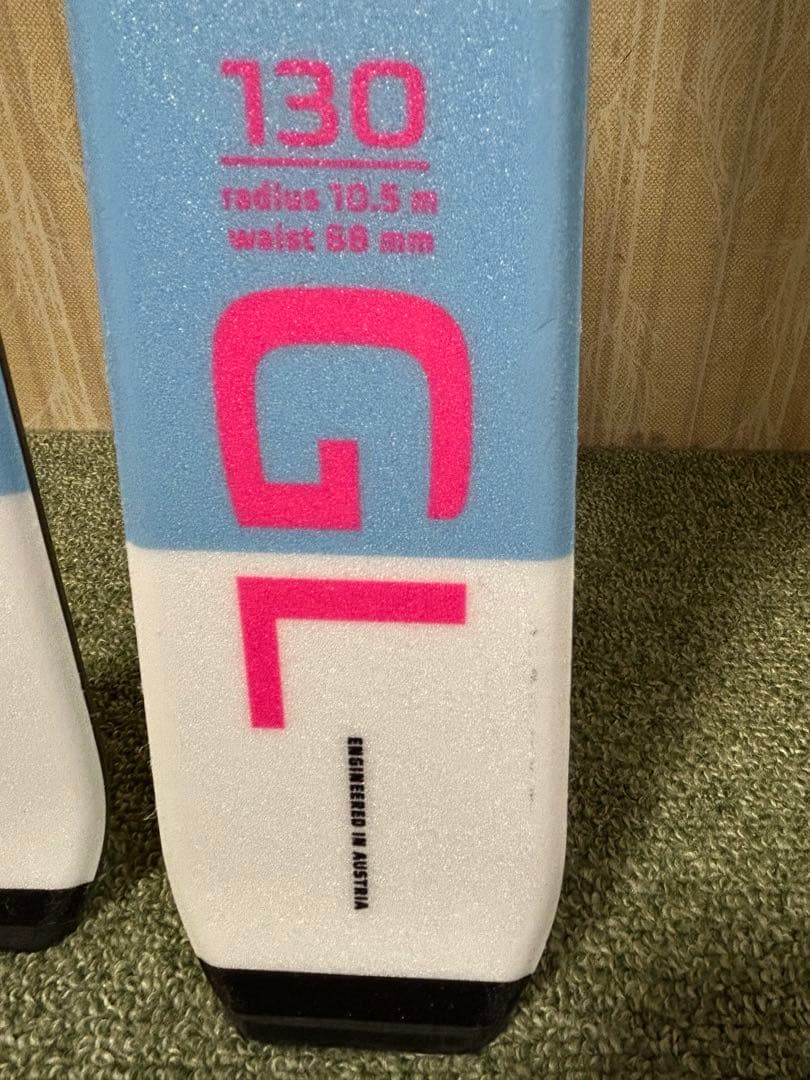 130
radius 10.5 m
waist 68 mm
GL
ENGINEERED IN AUSTRIA